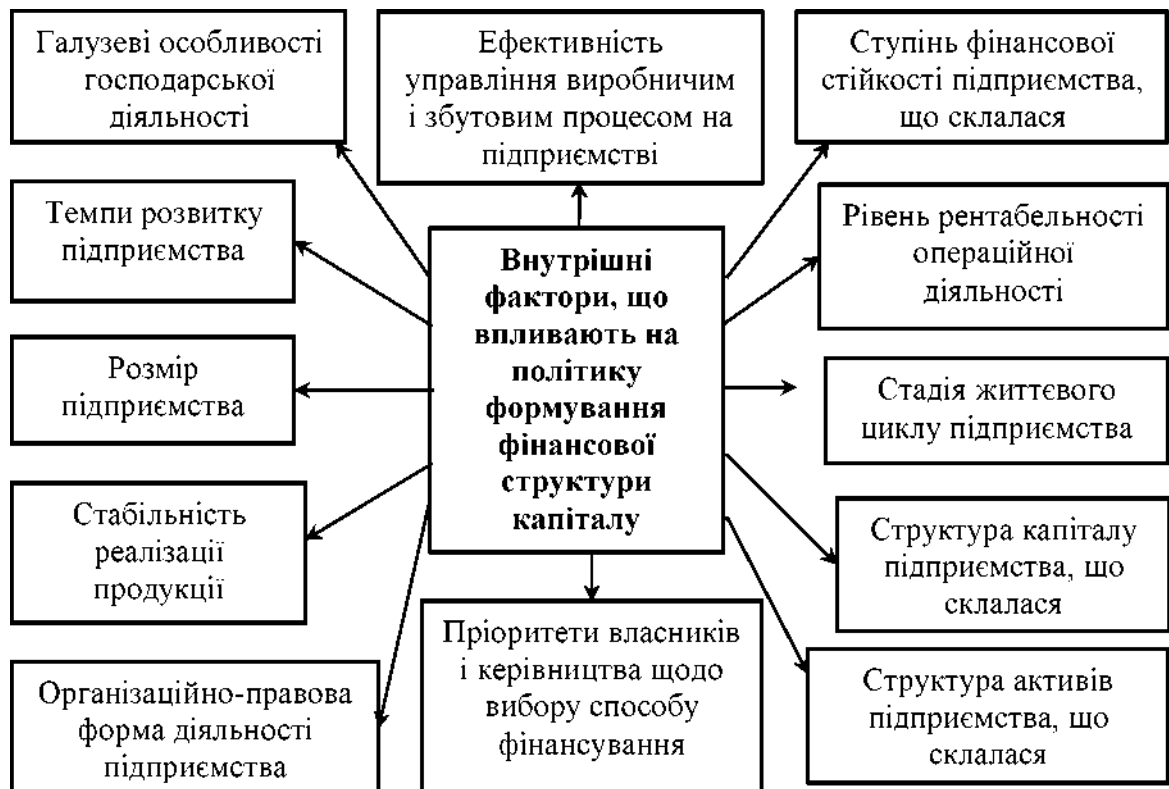 Галузеві особливості
господарської
діяльності
Ефективність
управління виробничим
і збутовим процесом на
підприємстві
Ступінь фінансової
стійкості підприємства,
що склалася
Темпи розвитку
підприємства
Рівень рентабельності
операційної
діяльності
Внутрішні
фактори, що
впливають на
політику
формування
фінансової
структури
капіталу
Розмір
підприємства
Стадія життєвого
циклу підприємства
Стабільність
реалізації
продукції
Структура капіталу
підприємства, що
склалася
Організаційно-правова
форма діяльності
підприємства
Пріоритети власників
і керівництва щодо
вибору способу
фінансування
Структура активів
підприємства, що
склалася